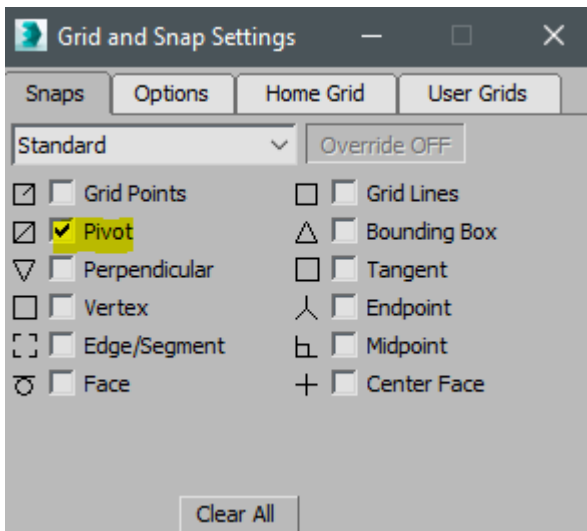 Grid and Snap Settings
Snaps Options Home Grid User Grids
Standard Override OFF
Grid Points Grid Lines
Pivot Bounding Box
Perpendicular Tangent
Vertex Endpoint
Edge/Segment Midpoint
Face Center Face
Clear All